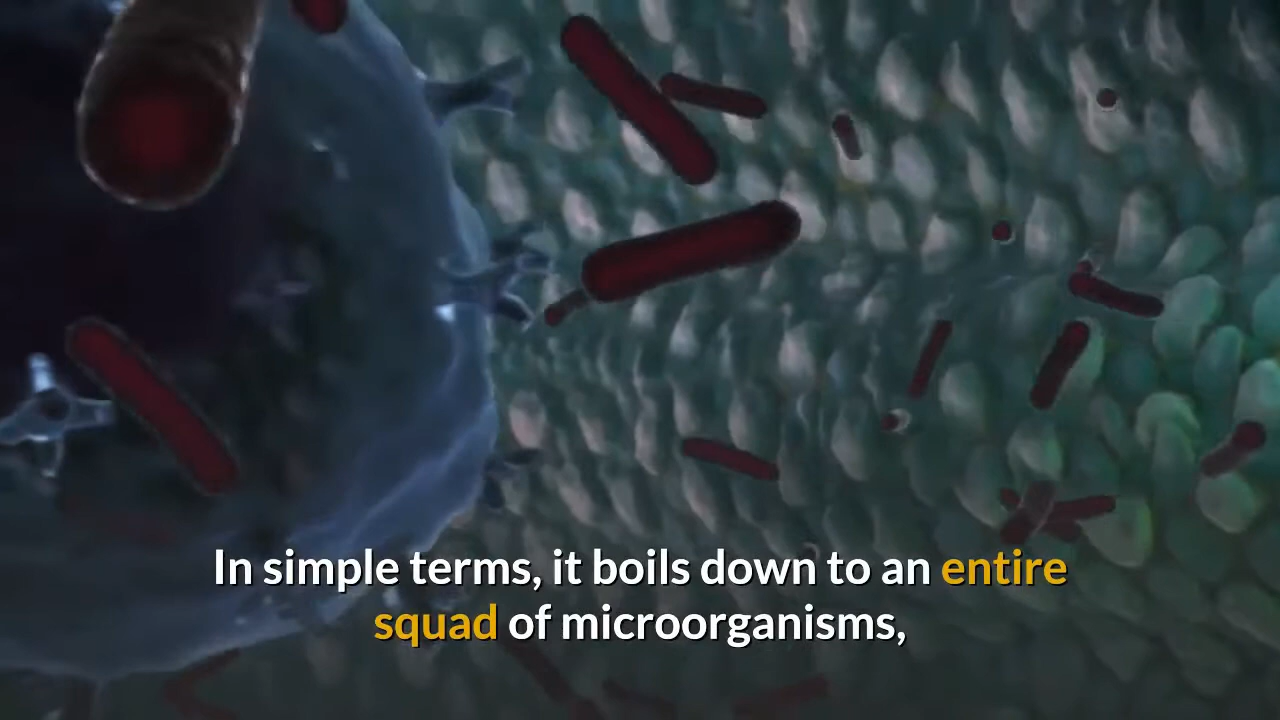 In simple terms, it boils down to an entire
squad of microorganisms,